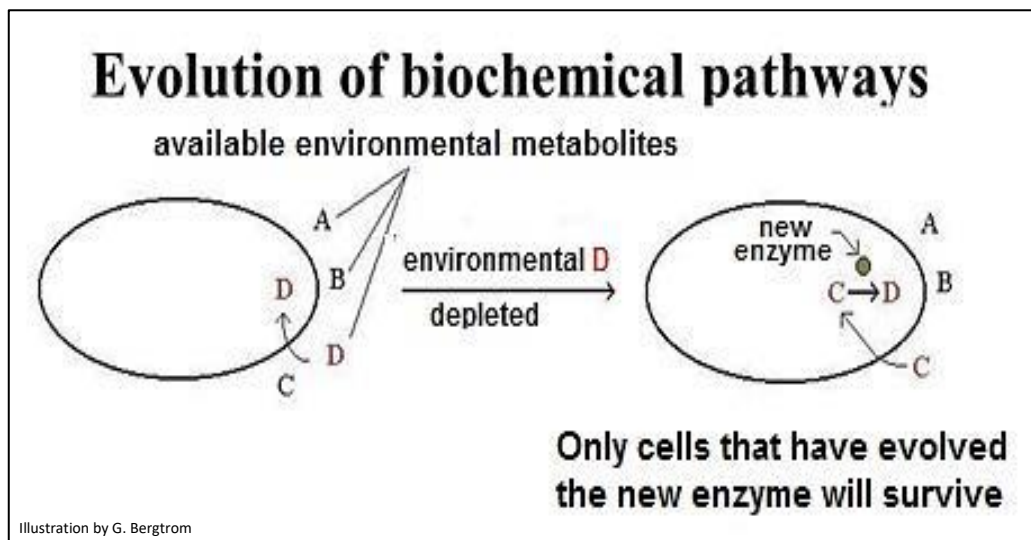 Evolution of biochemical pathways
available environmental metabolites
A
B
D
D
C
environmental D
depleted
new
enzyme
A
B
C D
C
Only cells that have evolved
the new enzyme will survive
Illustration by G. Bergtrom